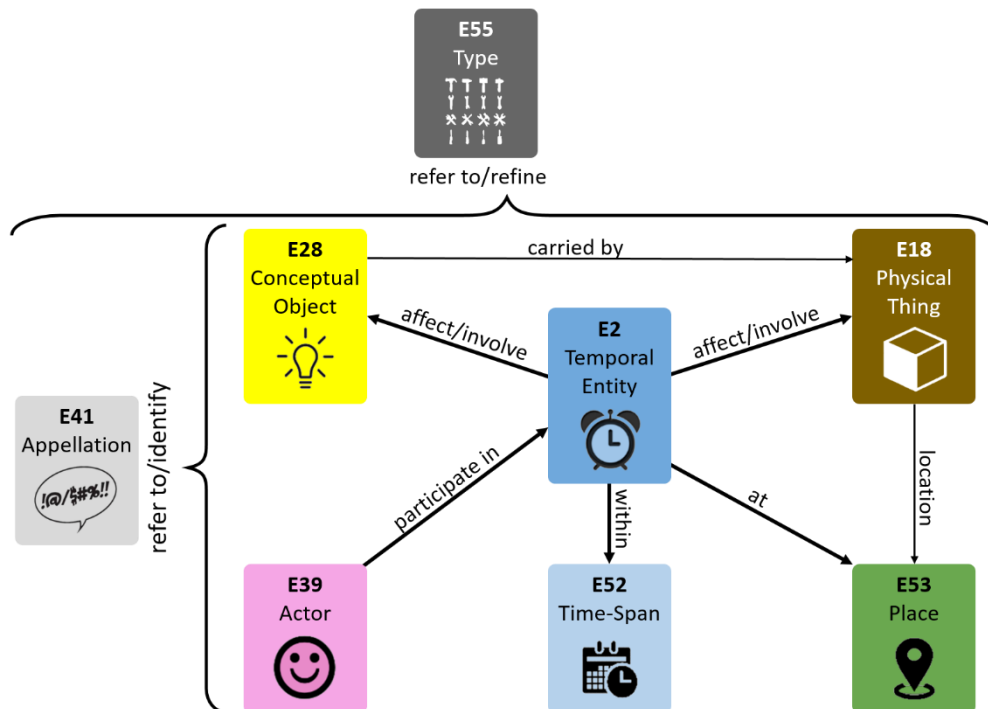 E55
Type
refer to/refine
E28
Conceptual
Object
carried by
E18
Physical
Thing
affect/involve
affect/involve
E2
Temporal
Entity
E41
Appellation
!@/§#%!!
refer to/identify
participate in
within
at
location
E39
Actor
E52
Time-Span
E53
Place